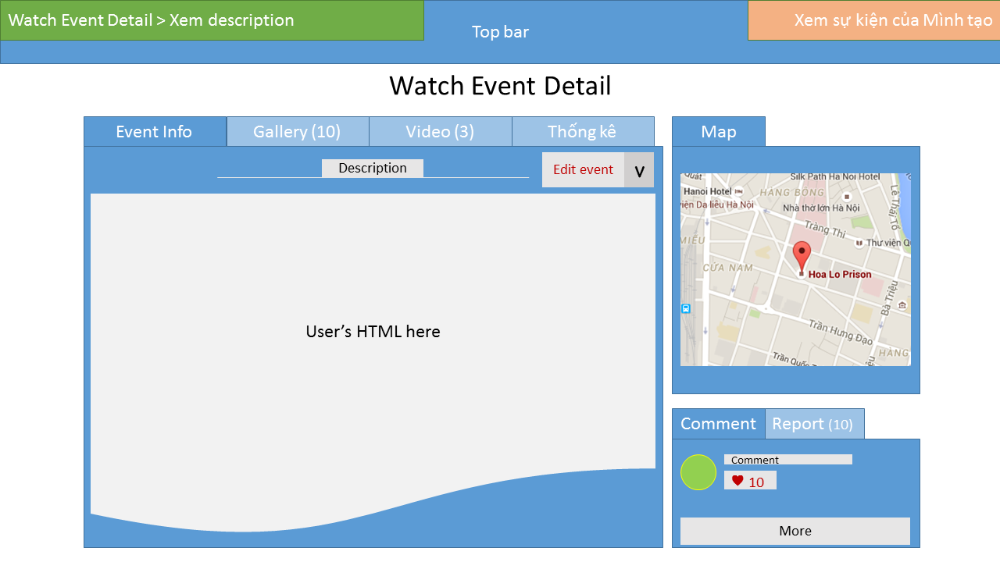 Watch Event Detail > Xem description
Top bar
Xem sự kiện của Mình tạo
Watch Event Detail
Event Info
Gallery (10)
Video (3)
Thống kê
Map
Description
Edit event
v
User's HTML here
Silk Path Ha Noi Hotel
Hanoi Hotel
HÀNG BÔNG
viện Da liễu Hà Nội
Nhà thờ lớn Hà Nội
Lê Thái Tổ
Tràng Thi
Thư viện Q
CỬA NAM
Hoa Lo Prison
Bà Triệu
Trần Hưng Đạo
HÀNG
Trần Quốc
Comment
Report (10)
Comment
10
More